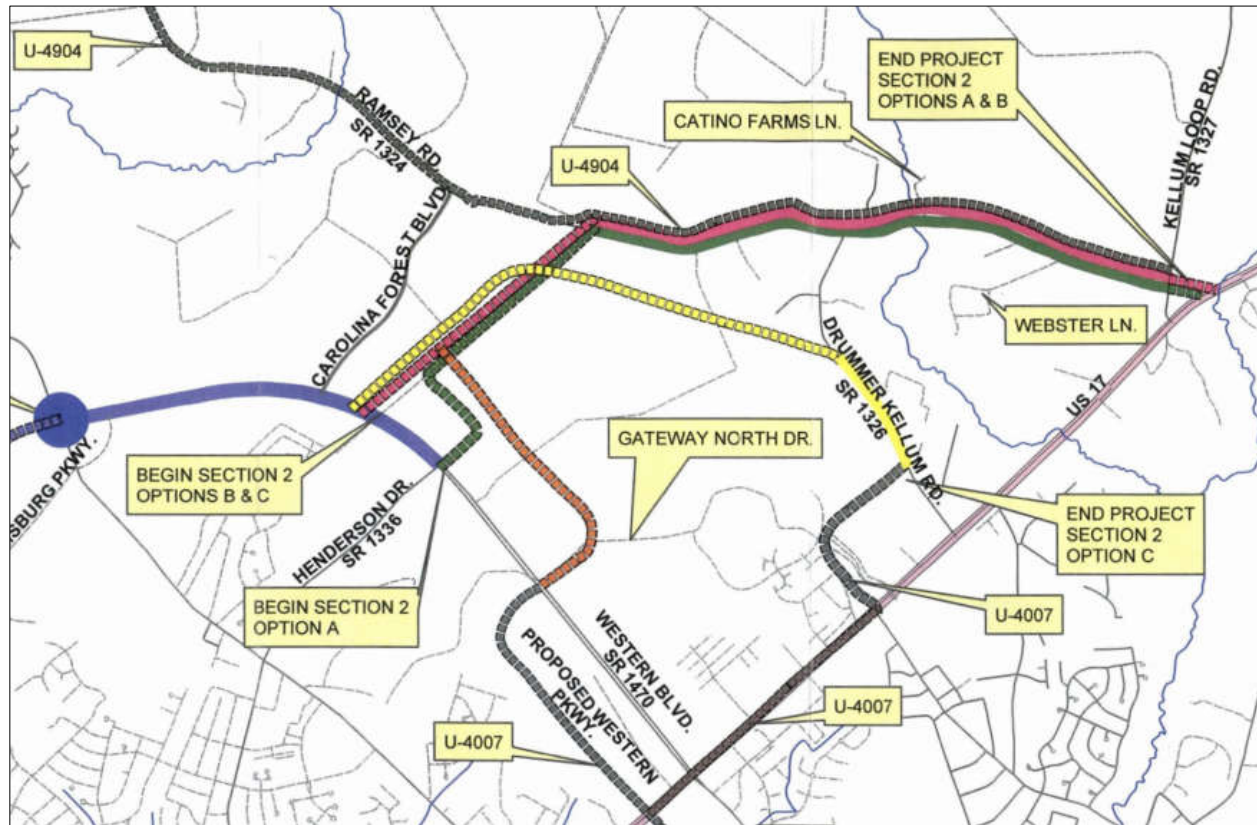 U-4904
RAMSEY RD.
SR 1324
CATINO FARMS LN.
END PROJECT
SECTION 2
OPTIONS A & B
KELLUM LOOP RD.
SR 1327
U-4904
CAROLINA FOREST BLVD.
WEBSTER LN.
DRUMMER KELLUM RD.
SR 1326
US 17
SBURG PKWY.
BEGIN SECTION 2
OPTIONS B & C
GATEWAY NORTH DR.
HENDERSON DR.
SR 1336
END PROJECT
SECTION 2
OPTION C
BEGIN SECTION 2
OPTION A
U-4007
WESTERN BLVD.
SR 1470
PROPOSED WESTERN
PKWY.
U-4007
U-4007